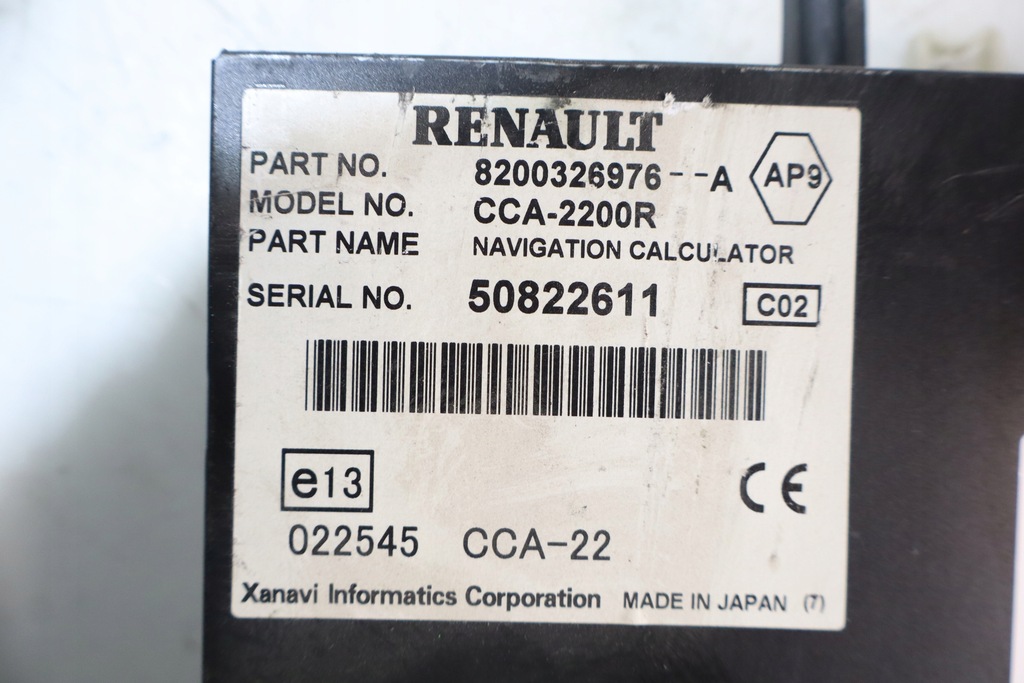 RENAULT
PART NO. 8200326976--A AP9
MODEL NO. CCA-2200R
PART NAME NAVIGATION CALCULATOR
SERIAL NO. 50822611 C02
e13 CE
022545 CCA-22
Xanavi Informatics Corporation MADE IN JAPAN (7)